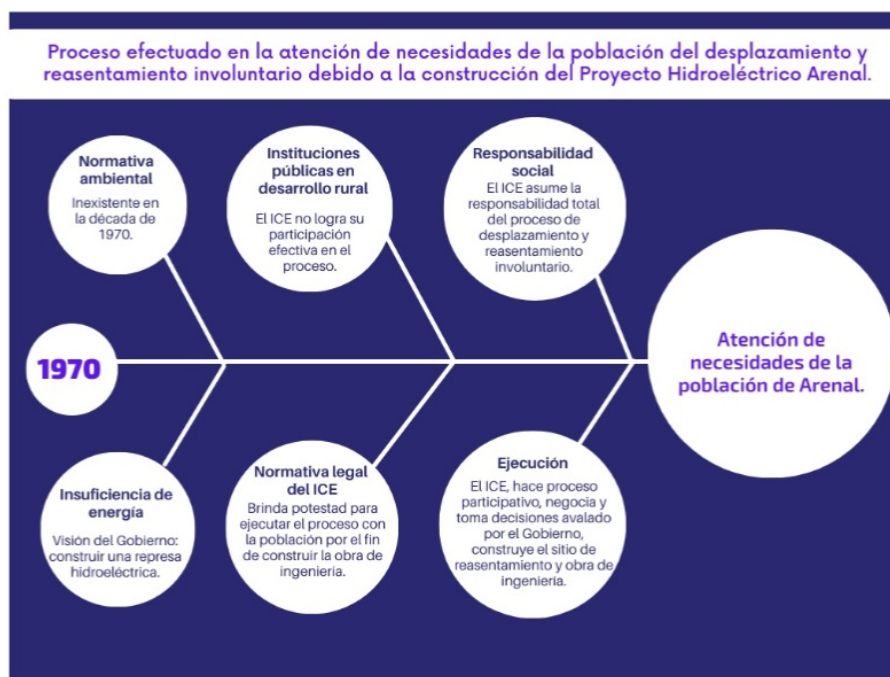 Proceso efectuado en la atención de necesidades de la población del desplazamiento y
reasentamiento involuntario debido a la construcción del Proyecto Hidroeléctrico Arenal.
Normativa
ambiental
Inexistente en
la década de
1970.
Instituciones
públicas en
desarrollo rural
El ICE no logra su
participación
efectiva en el
proceso.
Responsabilidad
social
El ICE asume la
responsabilidad total
del proceso de
desplazamiento y
reasentamiento
involuntario.
1970
Atención de
necesidades de la
población de Arenal.
Insuficiencia de
energía
Visión del Gobierno:
construir una represa
hidroeléctrica.
Normativa legal
del ICE
Brinda potestad para
ejecutar el proceso con
la población por el fin
de construir la obra de
ingeniería.
Ejecución
El ICE, hace proceso
participativo, negocia y
toma decisiones avalado
por el Gobierno,
construye el sitio de
reasentamiento y obra de
ingeniería.